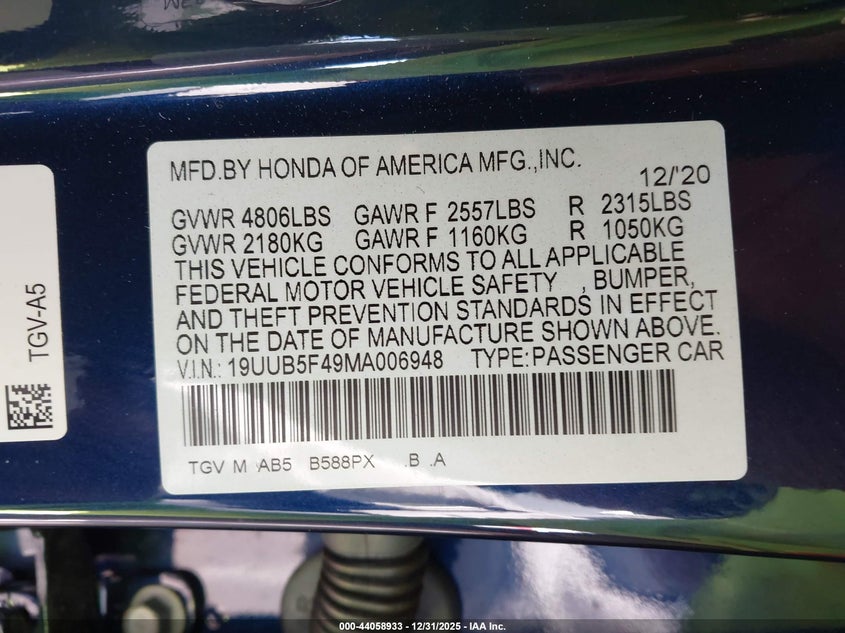 MFD.BY HONDA OF AMERICA MFG.,INC.
12/'20
GVWR 4806LBS GAWR F 2557LBS R 2315LBS
GVWR 2180KG GAWR F 1160KG R 1050KG
THIS VEHICLE CONFORMS TO ALL APPLICABLE
FEDERAL MOTOR VEHICLE SAFETY , BUMPER,
AND THEFT PREVENTION STANDARDS IN EFFECT
ON THE DATE OF MANUFACTURE SHOWN ABOVE.
V.I.N.: 19UUB5F49MA006948 TYPE:PASSENGER CAR
TGV M AB5 B588PX .B .A
TGV-A5
000-44058933 - 12/31/2025 - IAA Inc.